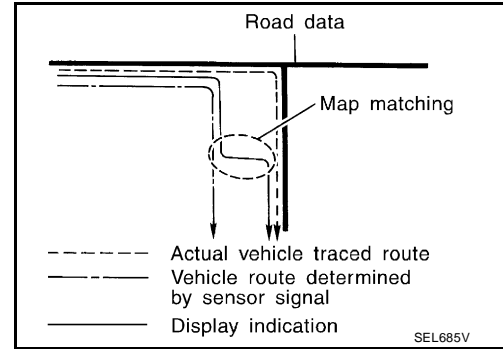 Road data
Map matching
Actual vehicle traced route
Vehicle route determined
by sensor signal
Display indication
SEL685V